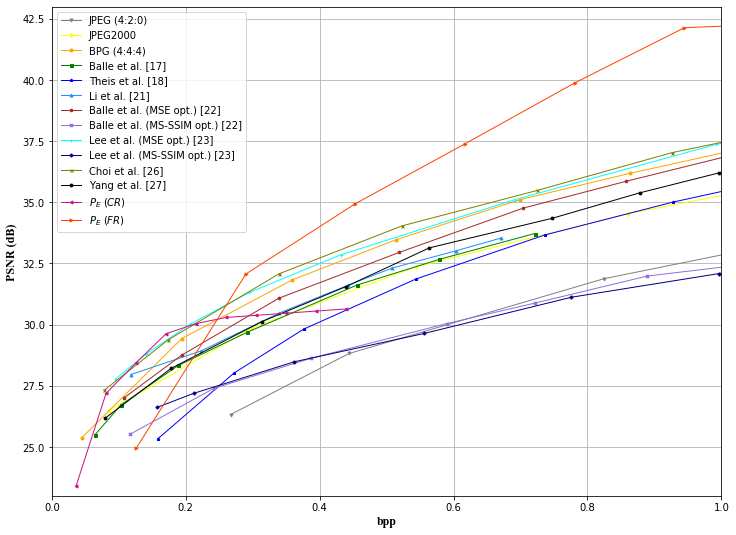 JPEG (4:2:0)
JPEG2000
BPG (4:4:4)
Balle et al. [17]
Theis et al. [18]
Li et al. [21]
Balle et al. (MSE opt.) [22]
Balle et al. (MS-SSIM opt.) [22]
Lee et al. (MSE opt.) [23]
Lee et al. (MS-SSIM opt.) [23]
Choi et al. [26]
Yang et al. [27]
P_E (CR)
P_E (FR)
PSNR (dB)
42.5
40.0
37.5
35.0
32.5
30.0
27.5
25.0
0.0 0.2 0.4 0.6 0.8 1.0
bpp